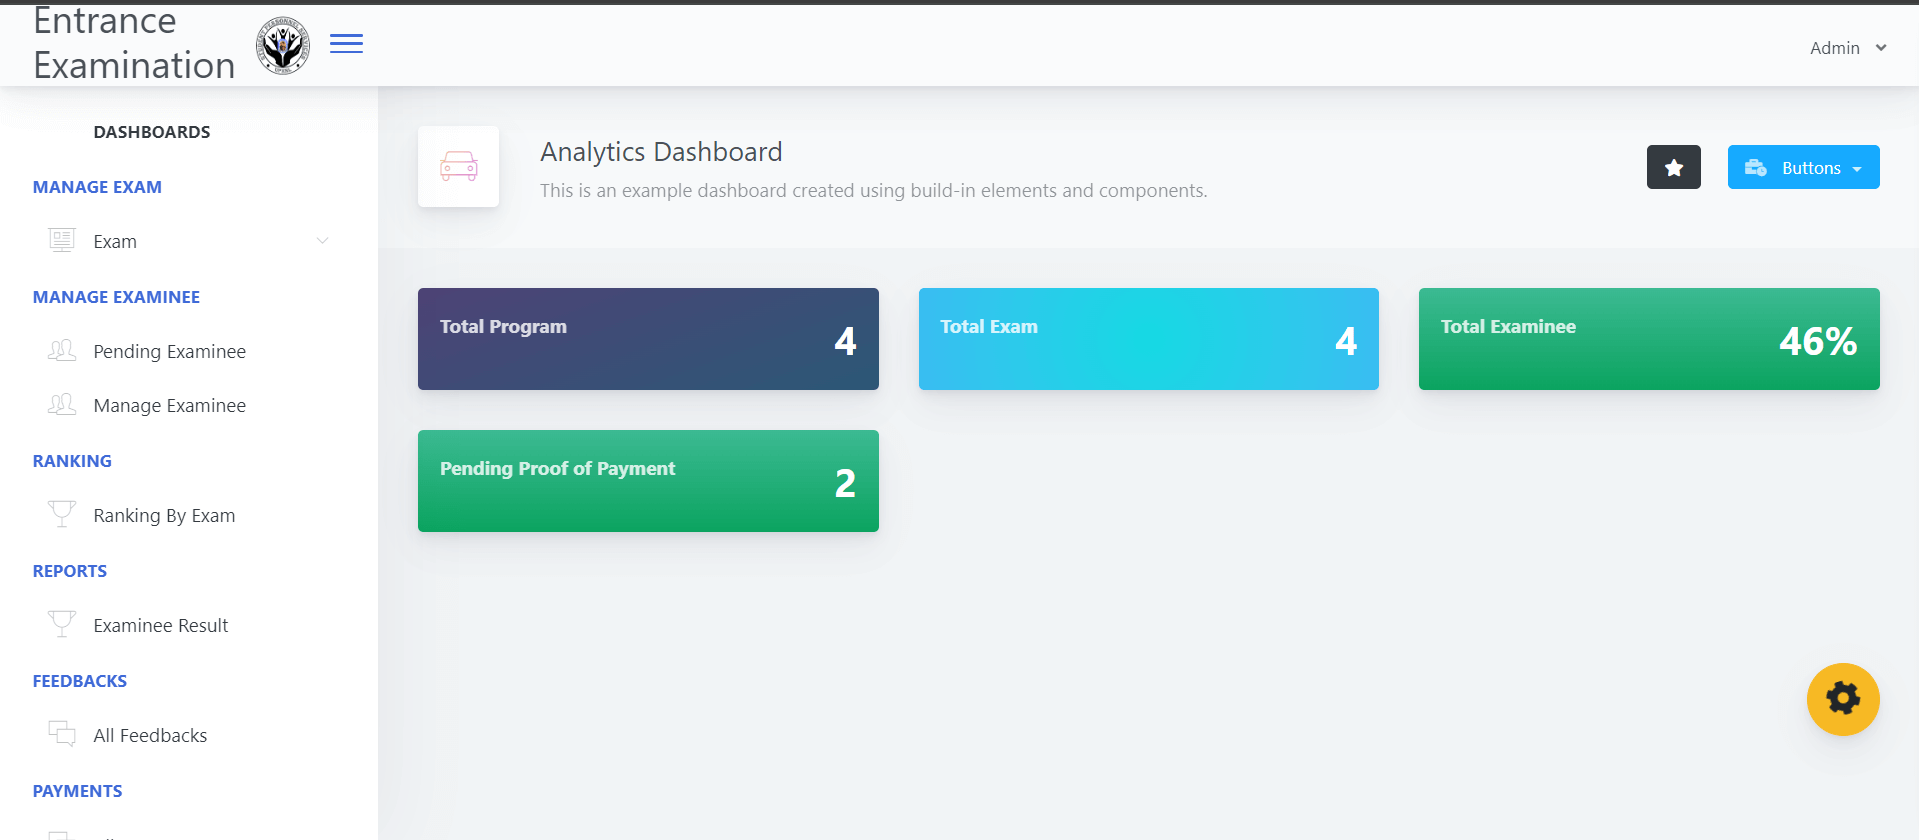 Entrance
Examination
Admin
DASHBOARDS
MANAGE EXAM
Exam
MANAGE EXAMINEE
Pending Examinee
Manage Examinee
RANKING
Ranking By Exam
REPORTS
Examinee Result
FEEDBACKS
All Feedbacks
PAYMENTS
Analytics Dashboard
This is an example dashboard created using build-in elements and components.
Buttons
Total Program
4
Total Exam
4
Total Examinee
46%
Pending Proof of Payment
2